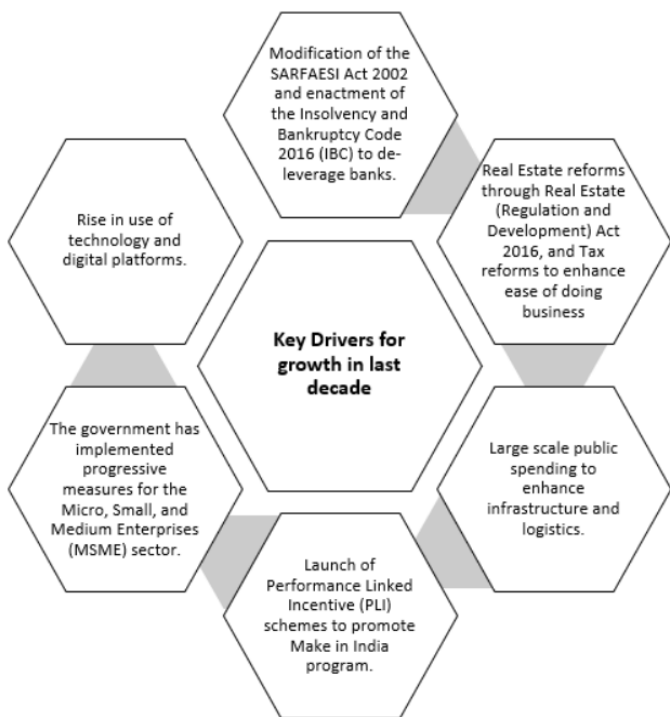 Modification of the
SARFAESI Act 2002
and enactment of
the Insolvency and
Bankruptcy Code
2016 (IBC) to de-
leverage banks.
Real Estate reforms
through Real Estate
(Regulation and
Development) Act
2016, and Tax
reforms to enhance
ease of doing
business
Large scale public
spending to
enhance
infrastructure and
logistics.
Launch of
Performance Linked
Incentive (PLI)
schemes to promote
Make in India
program.
The government has
implemented
progressive
measures for the
Micro, Small, and
Medium Enterprises
(MSME) sector.
Rise in use of
technology and
digital platforms.
Key Drivers for
growth in last
decade